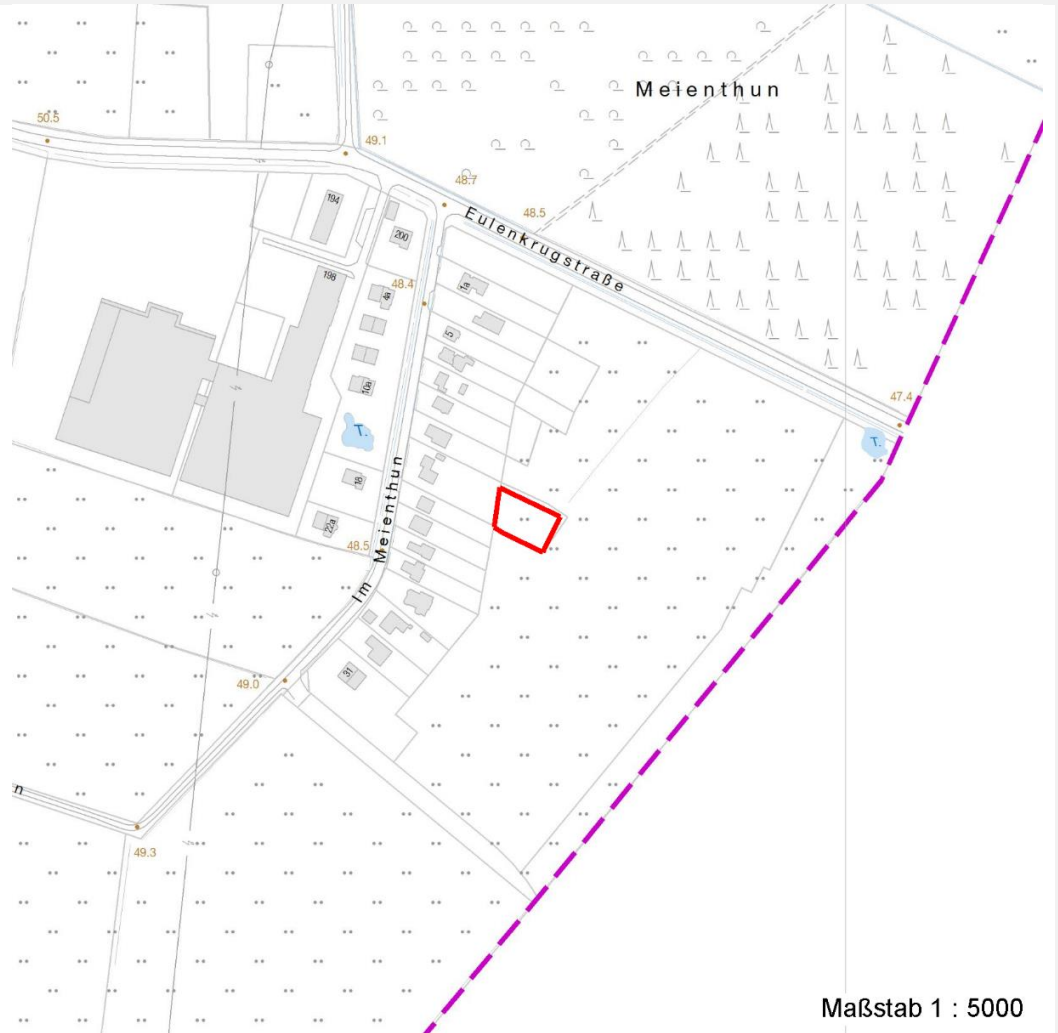 Meienthun
50.5
49.1
48.7
48.5
194
200
Eulenkrugstraße
198
4a
48.4
1a
5
10a
47.4
T.
T.
18
22a
48.5
Im Meienthun
31
49.0
n
49.3
Maßstab 1 : 5000